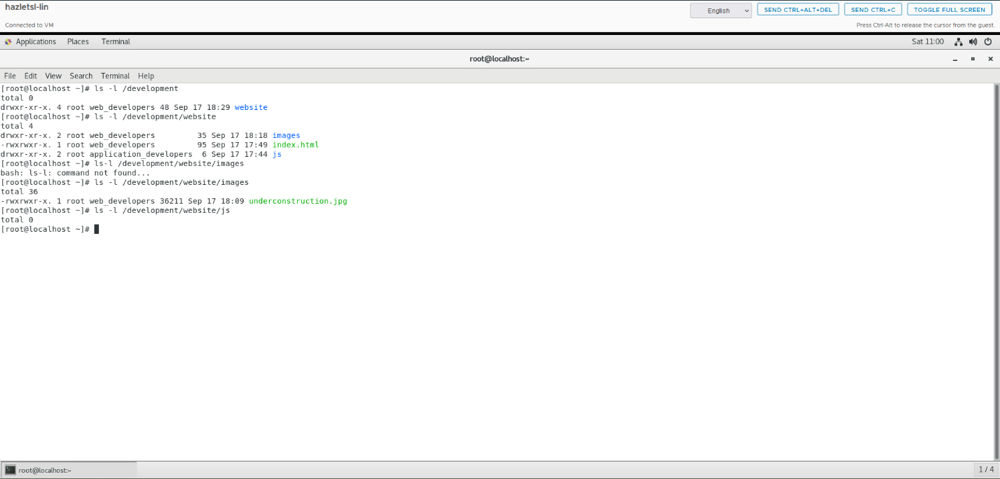 hazletsl-lin
English
SEND CTRL+ALT+DEL
SEND CTRL+C
TOGGLE FULL SCREEN
Connected to VM
Press Ctrl-Alt to release the cursor from the guest.
Applications Places Terminal
Sat 11:00
root@localhost:~
File Edit View Search Terminal Help
[root@localhost ~]# ls -l /development
total 0
drwxr-xr-x. 4 root web_developers 48 Sep 17 18:29 website
[root@localhost ~]# ls -l /development/website
total 4
drwxr-xr-x. 2 root web_developers         35 Sep 17 18:18 images
-rwxrwxr-x. 1 root web_developers         95 Sep 17 17:49 index.html
drwxr-xr-x. 2 root application_developers  6 Sep 17 17:44 js
[root@localhost ~]# ls-l /development/website/images
bash: ls-l: command not found...
[root@localhost ~]# ls -l /development/website/images
total 36
-rwxrwxr-x. 1 root web_developers 36211 Sep 17 18:09 underconstruction.jpg
[root@localhost ~]# ls -l /development/website/js
total 0
[root@localhost ~]#
root@localhost:~
1 / 4